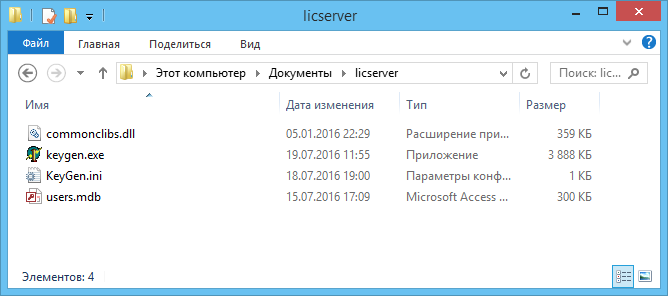 licserver
Файл Главная Поделиться Вид
Этот компьютер Документы licserver Поиск: lic...
Имя Дата изменения Тип Размер
commonclibs.dll 05.01.2016 22:29 Расширение при... 359 КБ
keygen.exe 19.07.2016 11:55 Приложение 3 888 КБ
KeyGen.ini 18.07.2016 19:00 Параметры конф... 1 КБ
users.mdb 15.07.2016 17:09 Microsoft Access ... 300 КБ
Элементов: 4